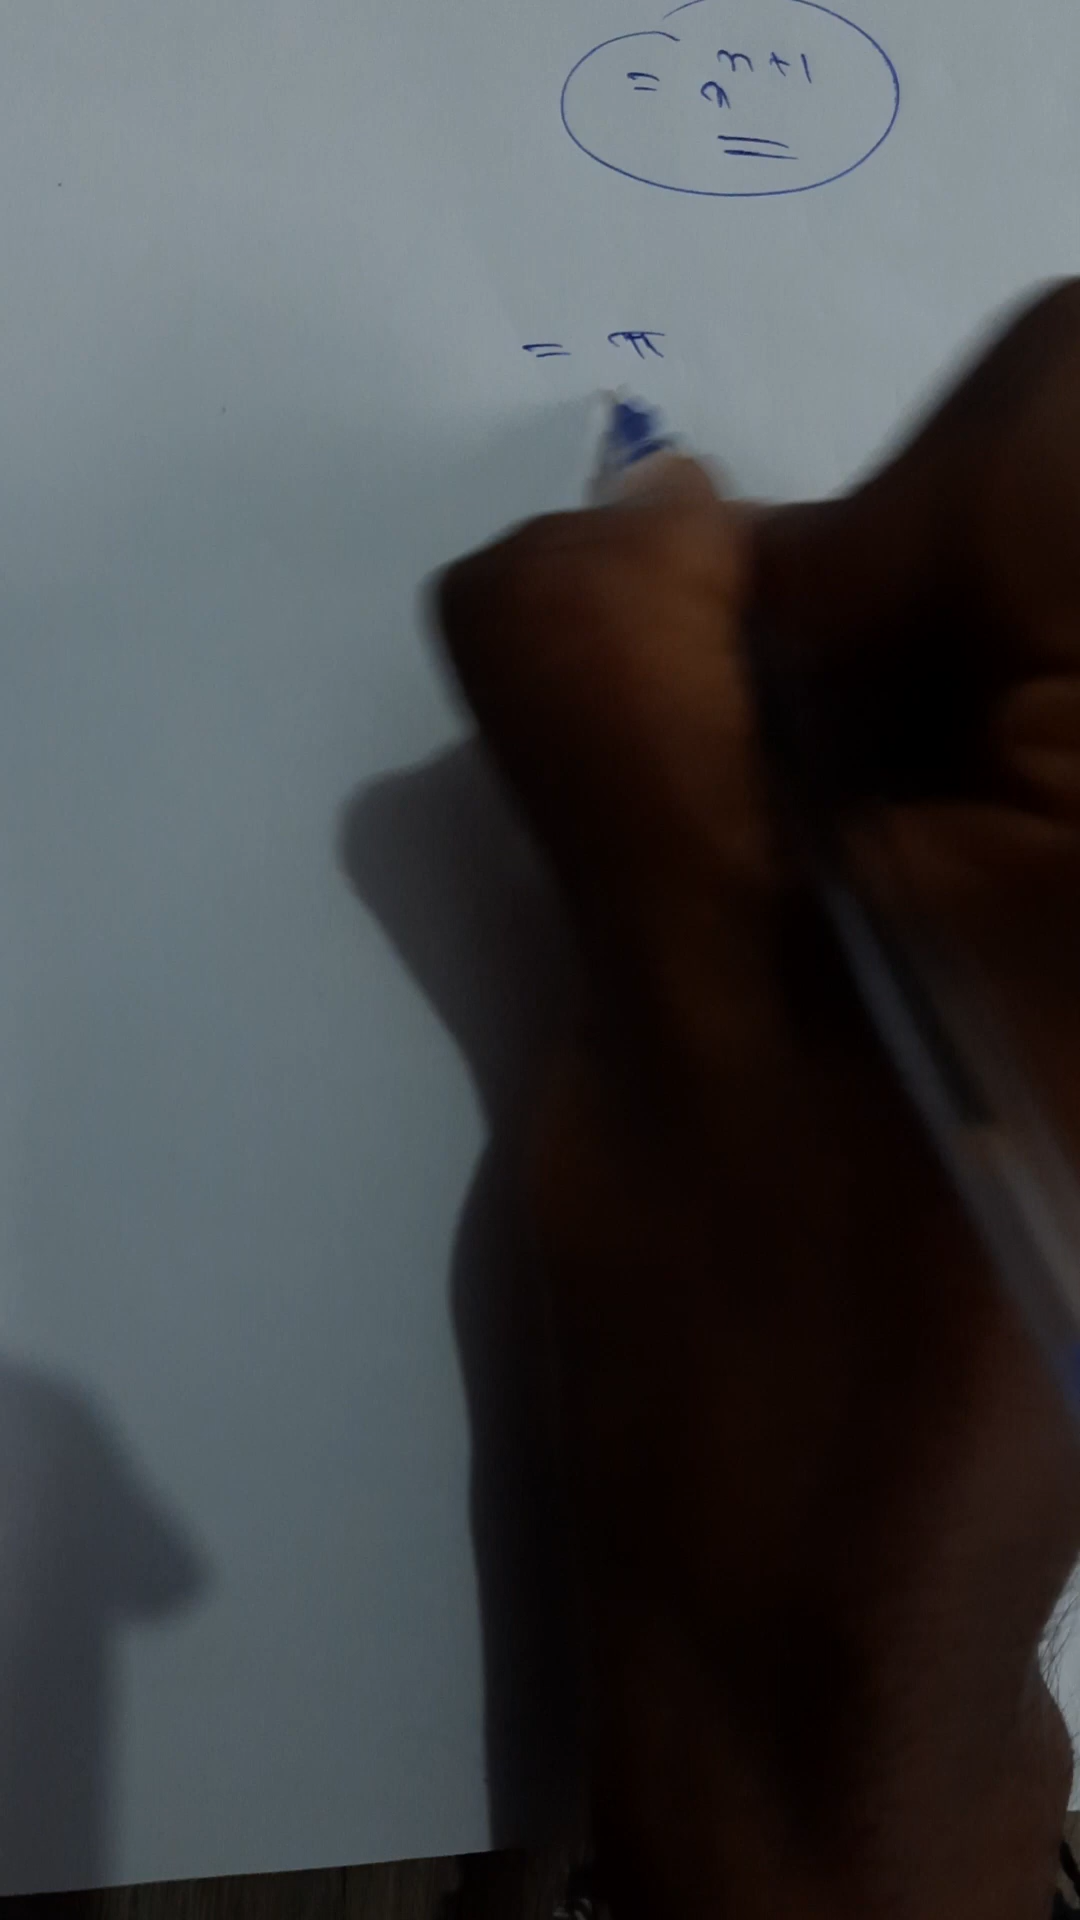 = x^{n+1}
= π